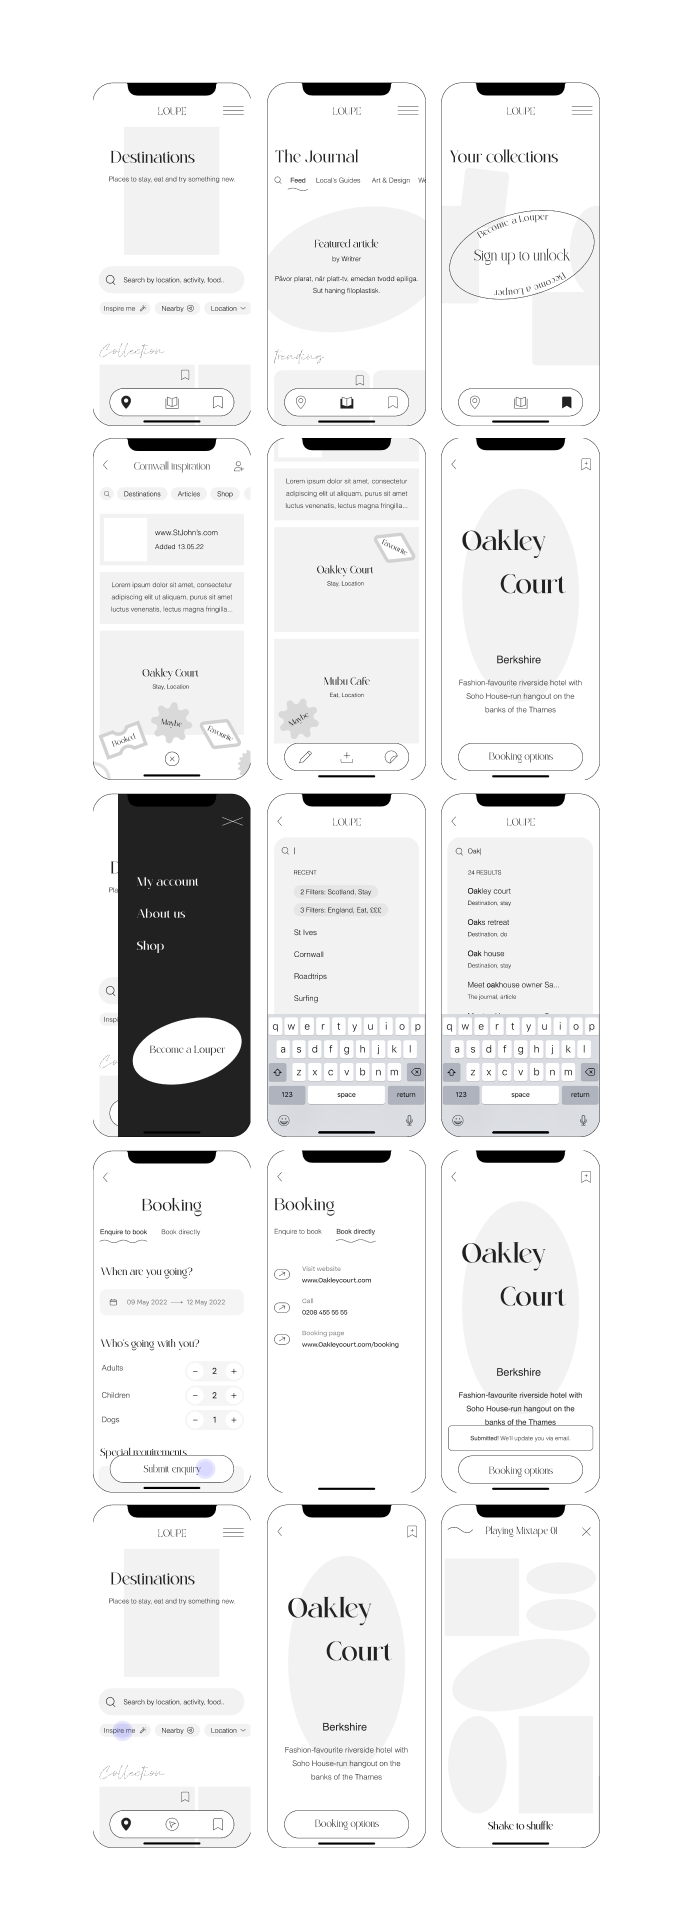 LOUPE
Destinations
Places to stay, eat and try something new.
Search by location, activity, food..
Inspire me
Nearby
Location
Collection
LOUPE
The Journal
Feed
Local's Guides
Art & Design
We
Featured article
by Writrer
Påvor plarat, när platt-tv. emedan tvodd epiliga.
Sut haning filoplastisk.
Trending
LOUPE
Your collections
Become a Louper
Sign up to unlock
Become a Louper
Cornwall inspiration
Destinations
Articles
Shop
www.StJohn's.com
Added 13.05.22
Lorem ipsum dolor sit amet, consectetur
adipiscing elit ut aliquam, purus sit amet
luctus venenatis, lectus magna fringilla...
Oakley Court
Stay, Location
Booked
Maybe
Favourite
Lorem ipsum dolor sit amet, consectetur
adipiscing elit ut aliquam, purus sit amet
luctus venenatis, lectus magna fringilla...
Favourite
Oakley Court
Stay, Location
Mubu Cafe
Eat, Location
Maybe
Oakley
Court
Berkshire
Fashion-favourite riverside hotel with
Soho House-run hangout on the
banks of the Thames
Booking options
D
Pla
Inspi
Co
My account
About us
Shop
Become a Louper
LOUPE
RECENT
2 Filters: Scotland, Stay
3 Filters: England, Eat, £££
St Ives
Cornwall
Roadtrips
Surfing
q w e r t y u i o p
a s d f g h j k l
z x c v b n m
123 space return
LOUPE
Oak
24 RESULTS
Oakley court
Destination, stay
Oaks retreat
Destination, do
Oak house
Destination, stay
Meet oakhouse owner Sa...
The journal, article
q w e r t y u i o p
a s d f g h j k l
z x c v b n m
123 space return
Booking
Enquire to book
Book directly
When are you going?
09 May 2022 → 12 May 2022
Who's going with you?
Adults − 2 +
Children − 2 +
Dogs − 1 +
Special requirements
Submit enquiry
Booking
Enquire to book
Book directly
Visit website
www.Oakleycourt.com
Call
0208 455 55 55
Booking page
www.Oakleycourt.com/booking
Oakley
Court
Berkshire
Fashion-favourite riverside hotel with
Soho House-run hangout on the
banks of the Thames
Submitted! We'll update you via email.
Booking options
LOUPE
Destinations
Places to stay, eat and try something new.
Search by location, activity, food..
Inspire me
Nearby
Location
Collection
Oakley
Court
Berkshire
Fashion-favourite riverside hotel with
Soho House-run hangout on the
banks of the Thames
Booking options
Playing Mixtape 01
Shake to shuffle